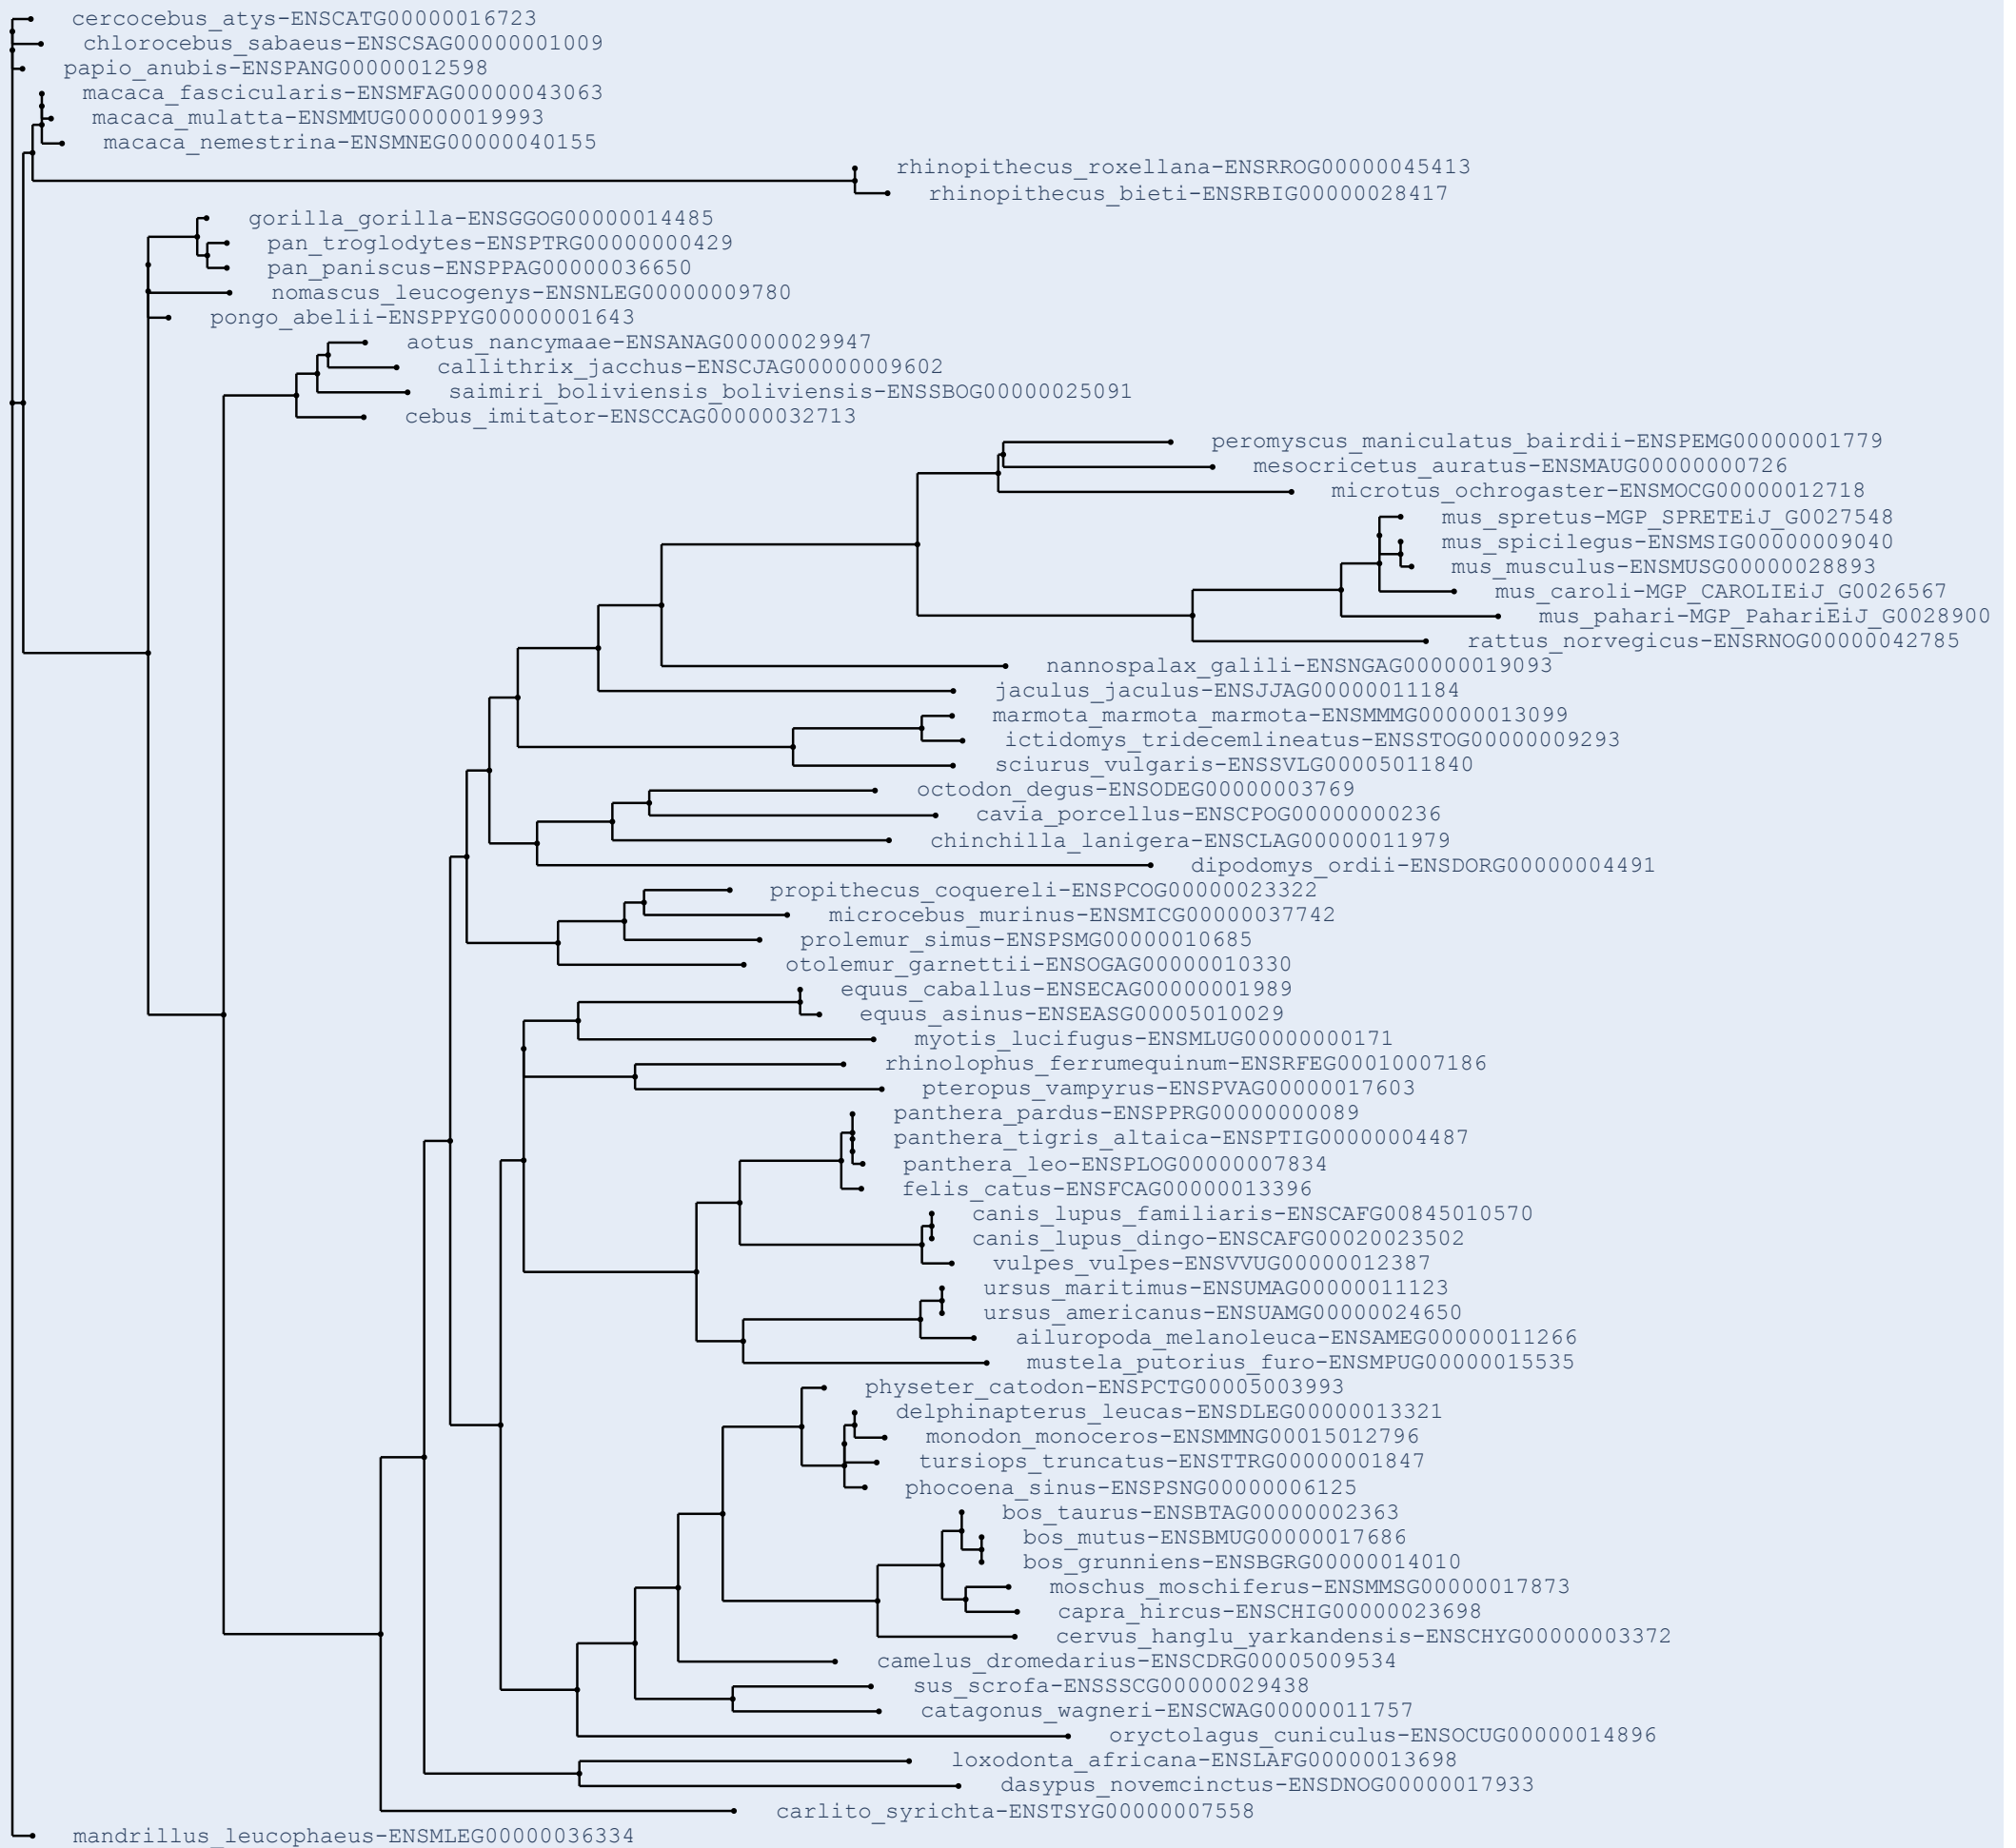 cercocebus_atys-ENSCATG00000016723
chlorocebus_sabaeus-ENSCSAG00000001009
papio_anubis-ENSPANG00000012598
macaca_fascicularis-ENSMFAG00000043063
macaca_mulatta-ENSMMUG00000019993
macaca_nemestrina-ENSMNEG00000040155
rhinopithecus_roxellana-ENSRROG00000045413
rhinopithecus_bieti-ENSRBIG00000028417
gorilla_gorilla-ENSGGOG00000014485
pan_troglodytes-ENSPTRG00000000429
pan_paniscus-ENSPPAG00000036650
nomascus_leucogenys-ENSNLEG00000009780
pongo_abelii-ENSPPYG00000001643
aotus_nancymaae-ENSANAG00000029947
callithrix_jacchus-ENSCJAG00000009602
saimiri_boliviensis_boliviensis-ENSSBOG00000025091
cebus_imitator-ENSCCAG00000032713
peromyscus_maniculatus_bairdii-ENSPEMG00000001779
mesocricetus_auratus-ENSMAUG00000000726
microtus_ochrogaster-ENSMOCG00000012718
mus_spretus-MGP_SPRETEiJ_G0027548
mus_spicilegus-ENSMSIG00000009040
mus_musculus-ENSMUSG00000028893
mus_caroli-MGP_CAROLIEiJ_G0026567
mus_pahari-MGP_PahariEiJ_G0028900
rattus_norvegicus-ENSRNOG00000042785
nannospalax_galili-ENSNGAG00000019093
jaculus_jaculus-ENSJJAG00000011184
marmota_marmota_marmota-ENSMMMG00000013099
ictidomys_tridecemlineatus-ENSSTOG00000009293
sciurus_vulgaris-ENSSVLG00005011840
octodon_degus-ENSODEG00000003769
cavia_porcellus-ENSCPOG00000000236
chinchilla_lanigera-ENSCLAG00000011979
dipodomys_ordii-ENSDORG00000004491
propithecus_coquereli-ENSPCOG00000023322
microcebus_murinus-ENSMICG00000037742
prolemur_simus-ENSPSMG00000010685
otolemur_garnettii-ENSOGAG00000010330
equus_caballus-ENSECAG00000001989
equus_asinus-ENSEASG00005010029
myotis_lucifugus-ENSMLUG00000000171
rhinolophus_ferrumequinum-ENSRFEG00010007186
pteropus_vampyrus-ENSPVAG00000017603
panthera_pardus-ENSPPRG00000000089
panthera_tigris_altaica-ENSPTIG00000004487
panthera_leo-ENSPLOG00000007834
felis_catus-ENSFCAG00000013396
canis_lupus_familiaris-ENSCAFG00845010570
canis_lupus_dingo-ENSCAFG00020023502
vulpes_vulpes-ENSVVUG00000012387
ursus_maritimus-ENSUMAG00000011123
ursus_americanus-ENSUAMG00000024650
ailuropoda_melanoleuca-ENSAMEG00000011266
mustela_putorius_furo-ENSMPUG00000015535
physeter_catodon-ENSPCTG00005003993
delphinapterus_leucas-ENSDLEG00000013321
monodon_monoceros-ENSMMNG00015012796
tursiops_truncatus-ENSTTRG00000001847
phocoena_sinus-ENSPSNG00000006125
bos_taurus-ENSBTAG00000002363
bos_mutus-ENSBMUG00000017686
bos_grunniens-ENSBGRG00000014010
moschus_moschiferus-ENSMMSG00000017873
capra_hircus-ENSCHIG00000023698
cervus_hanglu_yarkandensis-ENSCHYG00000003372
camelus_dromedarius-ENSCDRG00005009534
sus_scrofa-ENSSSCG00000029438
catagonus_wagneri-ENSCWAG00000011757
oryctolagus_cuniculus-ENSOCUG00000014896
loxodonta_africana-ENSLAFG00000013698
dasypus_novemcinctus-ENSDNOG00000017933
carlito_syrichta-ENSTSYG00000007558
mandrillus_leucophaeus-ENSMLEG00000036334